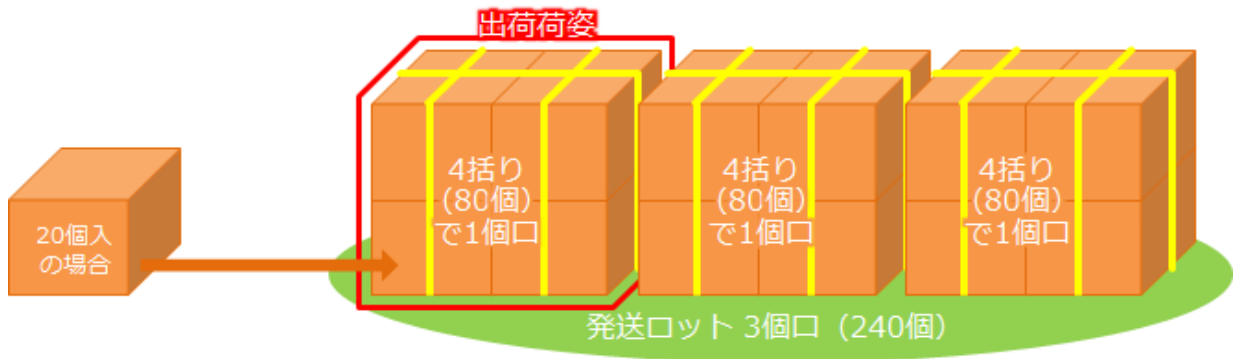 出荷荷姿
20個入
の場合
4括り
(80個)
で1個口
4括り
(80個)
で1個口
4括り
(80個)
で1個口
発送ロット 3個口（240個）